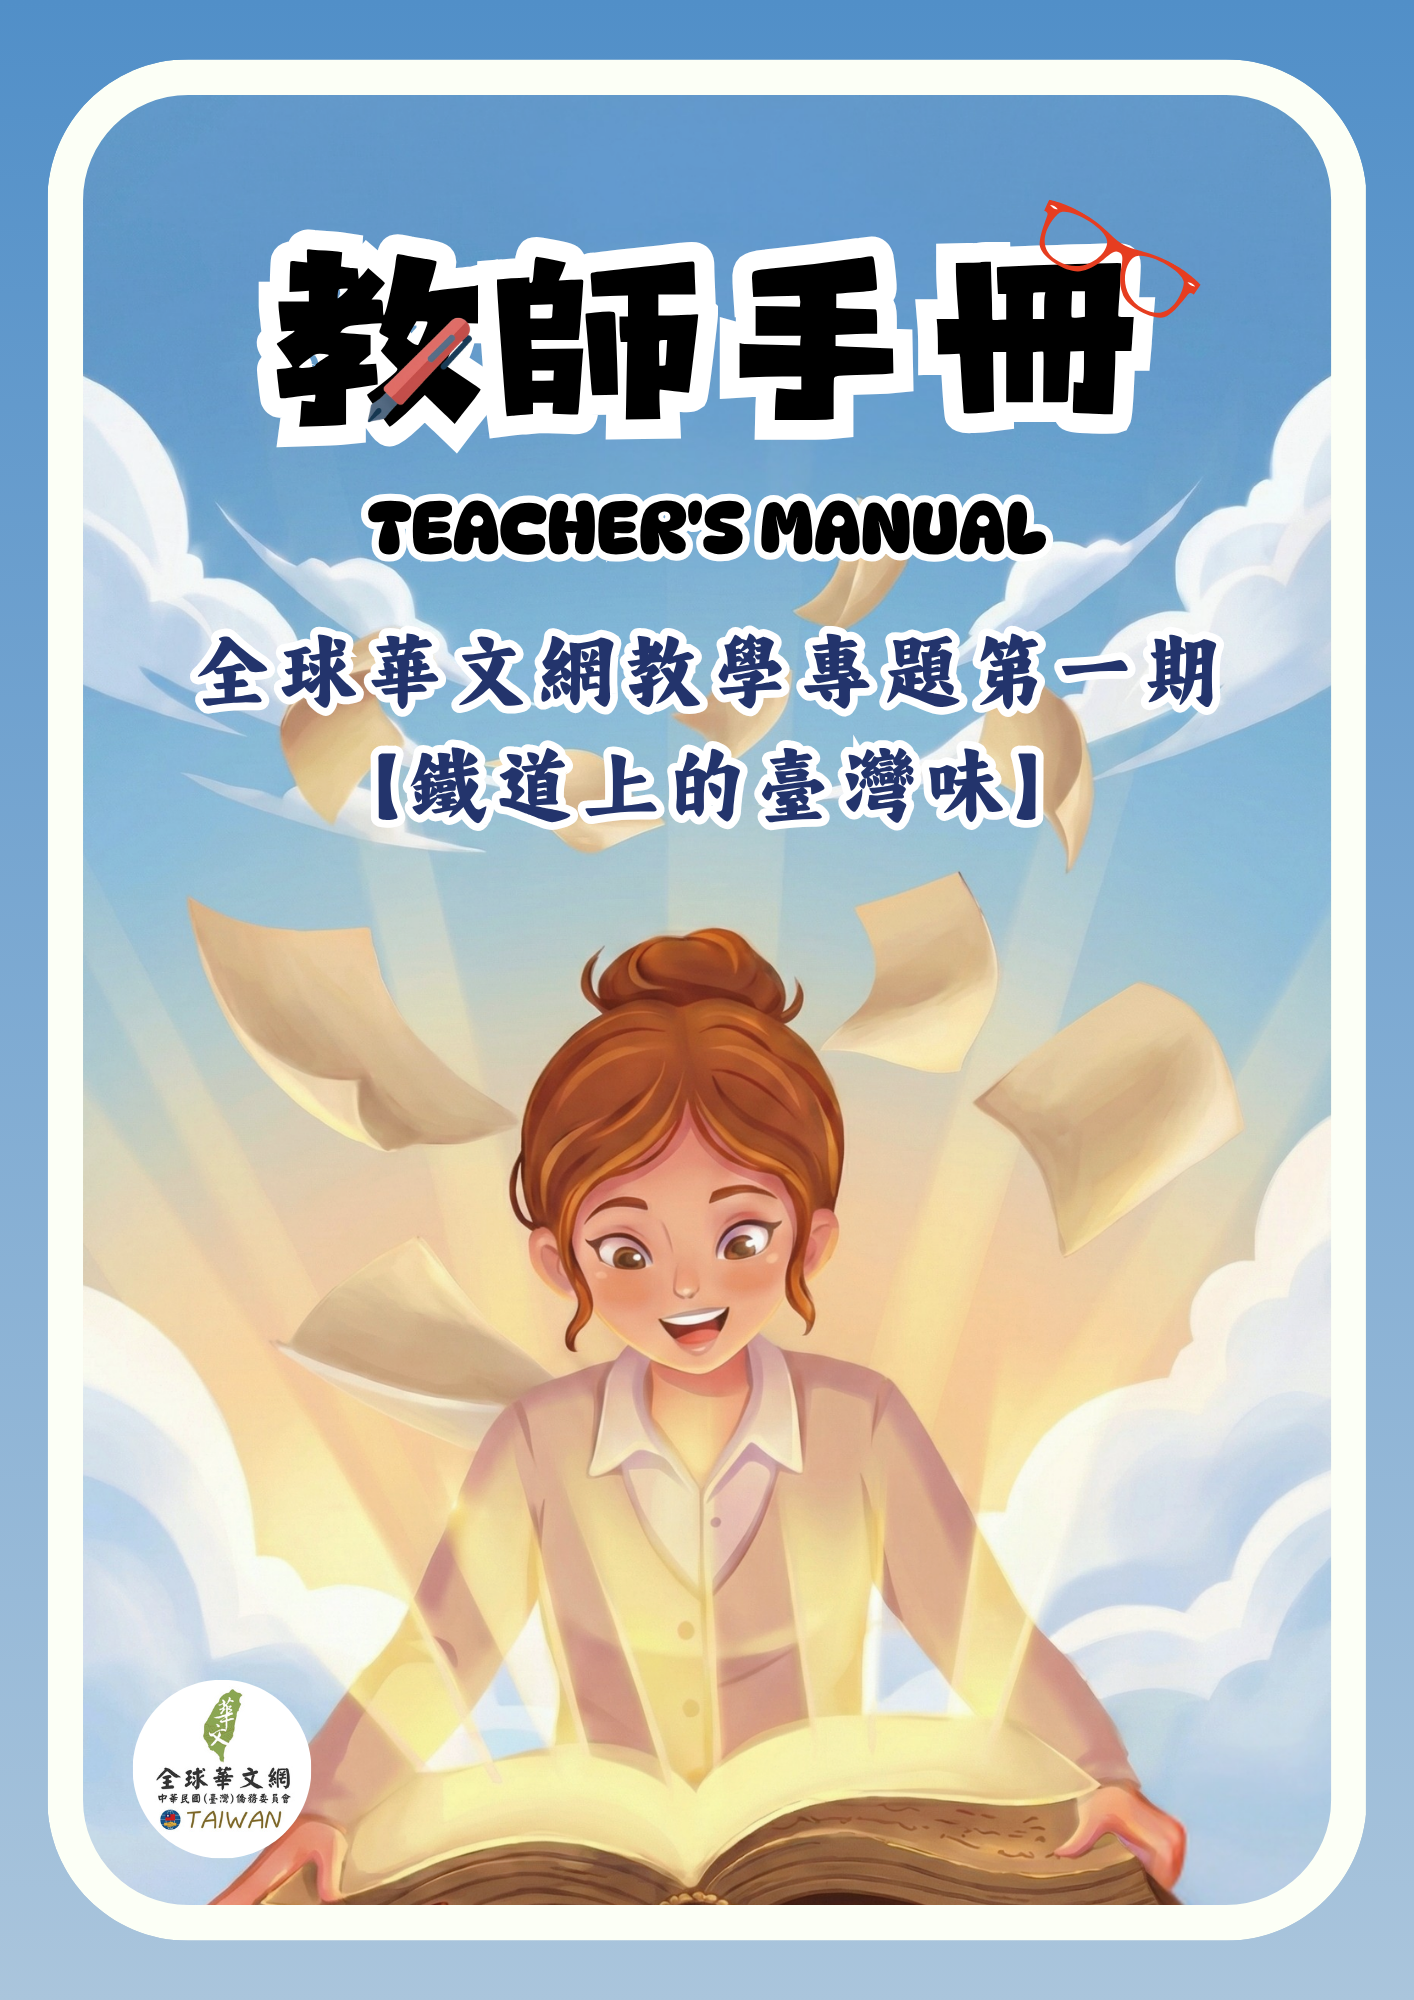 教師手冊
TEACHER'S MANUAL
全球華文網教學專題第一期
【鐵道上的臺灣味】
華文
全球華文網
中華民國(臺灣)僑務委員會
TAIWAN